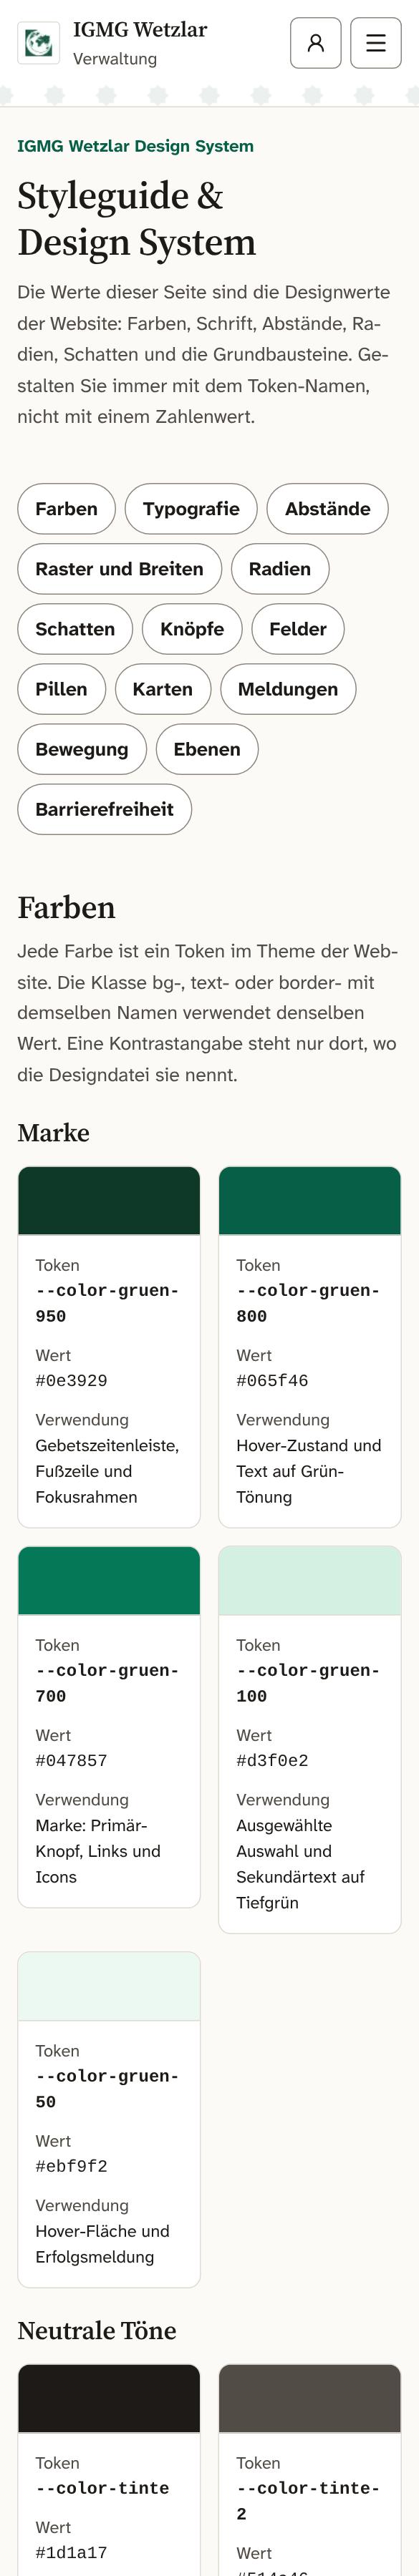 IGMG Wetzlar
Verwaltung
IGMG Wetzlar Design System
Styleguide &
Design System
Die Werte dieser Seite sind die Designwerte
der Website: Farben, Schrift, Abstände, Ra-
dien, Schatten und die Grundbausteine. Ge-
stalten Sie immer mit dem Token-Namen,
nicht mit einem Zahlenwert.
Farben
Typografie
Abstände
Raster und Breiten
Radien
Schatten
Knöpfe
Felder
Pillen
Karten
Meldungen
Bewegung
Ebenen
Barrierefreiheit
Farben
Jede Farbe ist ein Token im Theme der Web-
site. Die Klasse bg-, text- oder border- mit
demselben Namen verwendet denselben
Wert. Eine Kontrastangabe steht nur dort, wo
die Designdatei sie nennt.
Marke
Token
--color-gruen-
950
Wert
#0e3929
Verwendung
Gebetszeitenleiste,
Fußzeile und
Fokusrahmen
Token
--color-gruen-
800
Wert
#065f46
Verwendung
Hover-Zustand und
Text auf Grün-
Tönung
Token
--color-gruen-
700
Wert
#047857
Verwendung
Marke: Primär-
Knopf, Links und
Icons
Token
--color-gruen-
100
Wert
#d3f0e2
Verwendung
Ausgewählte
Auswahl und
Sekundärtext auf
Tiefgrün
Token
--color-gruen-
50
Wert
#ebf9f2
Verwendung
Hover-Fläche und
Erfolgsmeldung
Neutrale Töne
Token
--color-tinte
Wert
#1d1a17
Token
--color-tinte-
2
Wert